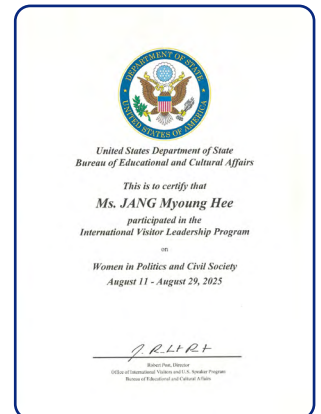 DEPARTMENT OF STATE
UNITED STATES OF AMERICA
United States Department of State
Bureau of Educational and Cultural Affairs
This is to certify that
Ms. JANG Myoung Hee
participated in the
International Visitor Leadership Program
on
Women in Politics and Civil Society
August 11 - August 29, 2025
Robert Post, Director
Office of International Visitors and U.S. Speaker Program
Bureau of Educational and Cultural Affairs